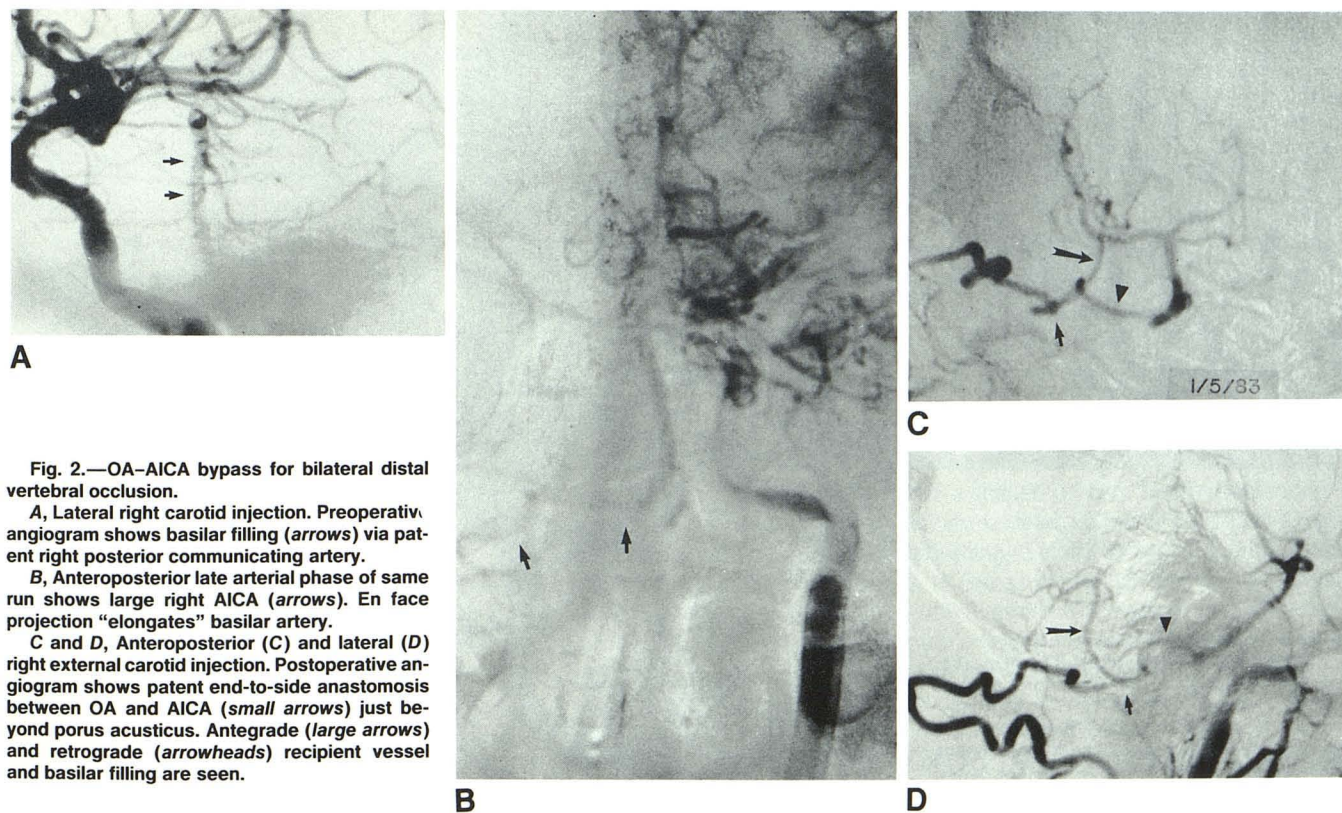 A
B
C
1/5/83
D
Fig. 2.—OA–AICA bypass for bilateral distal
vertebral occlusion.
A, Lateral right carotid injection. Preoperativ
angiogram shows basilar filling (arrows) via pat-
ent right posterior communicating artery.
B, Anteroposterior late arterial phase of same
run shows large right AICA (arrows). En face
projection "elongates" basilar artery.
C and D, Anteroposterior (C) and lateral (D)
right external carotid injection. Postoperative an-
giogram shows patent end-to-side anastomosis
between OA and AICA (small arrows) just be-
yond porus acusticus. Antegrade (large arrows)
and retrograde (arrowheads) recipient vessel
and basilar filling are seen.